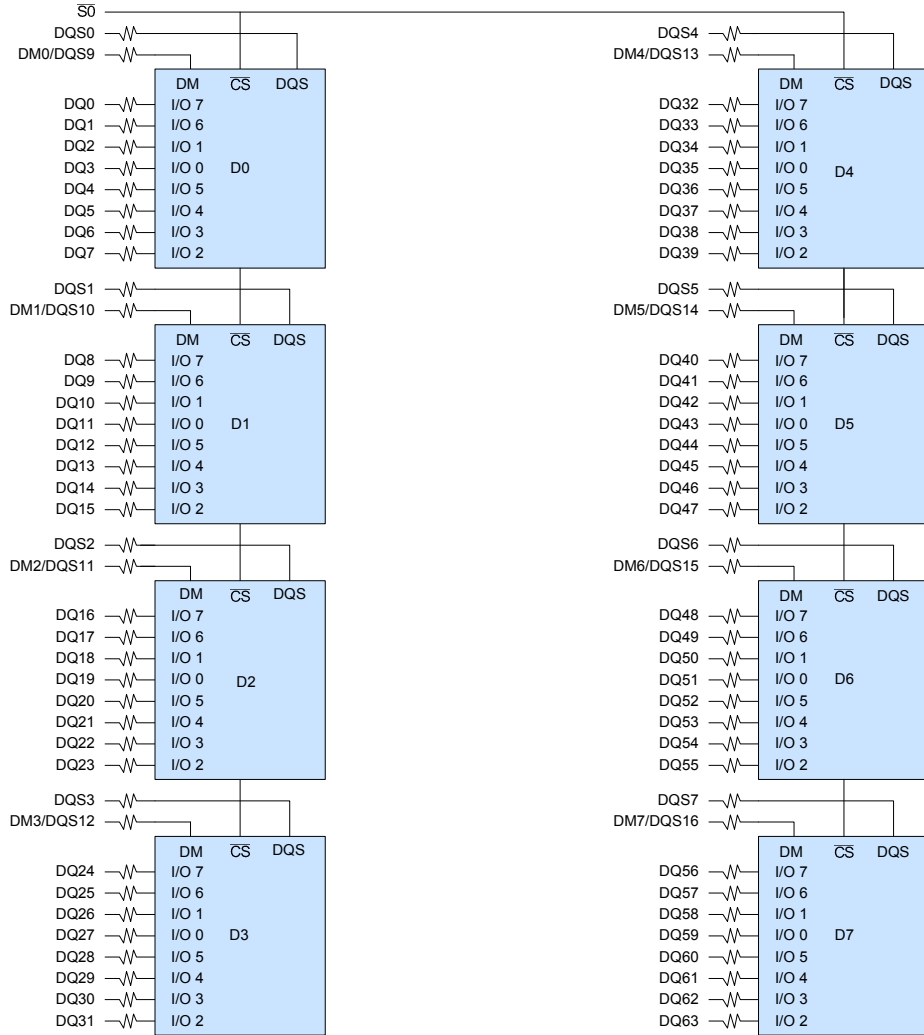 S̅0̅
DQS0 DQS4
DM0/DQS9 DM4/DQS13
DM C̅S̅ DQS DM C̅S̅ DQS
DQ0 I/O 7 DQ32 I/O 7
DQ1 I/O 6 DQ33 I/O 6
DQ2 I/O 1 DQ34 I/O 1
DQ3 I/O 0 D0 DQ35 I/O 0 D4
DQ4 I/O 5 DQ36 I/O 5
DQ5 I/O 4 DQ37 I/O 4
DQ6 I/O 3 DQ38 I/O 3
DQ7 I/O 2 DQ39 I/O 2
DQS1 DQS5
DM1/DQS10 DM5/DQS14
DM C̅S̅ DQS DM C̅S̅ DQS
DQ8 I/O 7 DQ40 I/O 7
DQ9 I/O 6 DQ41 I/O 6
DQ10 I/O 1 DQ42 I/O 1
DQ11 I/O 0 D1 DQ43 I/O 0 D5
DQ12 I/O 5 DQ44 I/O 5
DQ13 I/O 4 DQ45 I/O 4
DQ14 I/O 3 DQ46 I/O 3
DQ15 I/O 2 DQ47 I/O 2
DQS2 DQS6
DM2/DQS11 DM6/DQS15
DM C̅S̅ DQS DM C̅S̅ DQS
DQ16 I/O 7 DQ48 I/O 7
DQ17 I/O 6 DQ49 I/O 6
DQ18 I/O 1 DQ50 I/O 1
DQ19 I/O 0 D2 DQ51 I/O 0 D6
DQ20 I/O 5 DQ52 I/O 5
DQ21 I/O 4 DQ53 I/O 4
DQ22 I/O 3 DQ54 I/O 3
DQ23 I/O 2 DQ55 I/O 2
DQS3 DQS7
DM3/DQS12 DM7/DQS16
DM C̅S̅ DQS DM C̅S̅ DQS
DQ24 I/O 7 DQ56 I/O 7
DQ25 I/O 6 DQ57 I/O 6
DQ26 I/O 1 DQ58 I/O 1
DQ27 I/O 0 D3 DQ59 I/O 0 D7
DQ28 I/O 5 DQ60 I/O 5
DQ29 I/O 4 DQ61 I/O 4
DQ30 I/O 3 DQ62 I/O 3
DQ31 I/O 2 DQ63 I/O 2